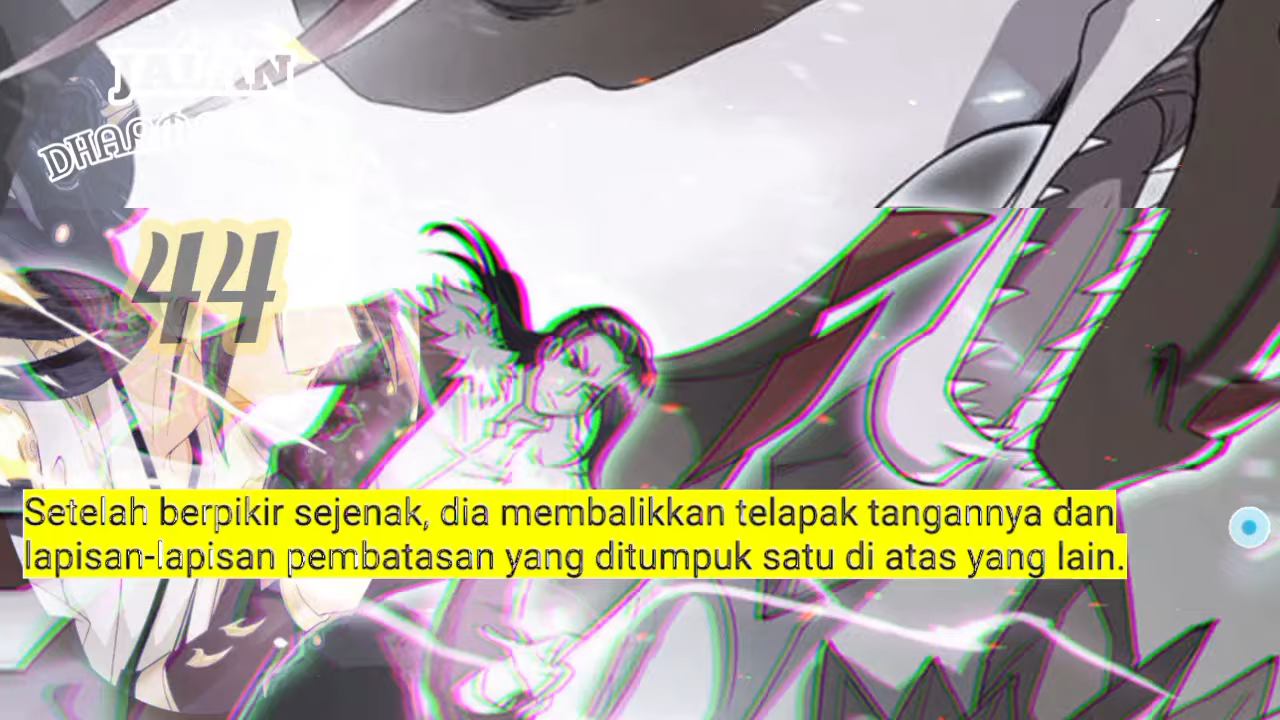 JALAN
44
Setelah berpikir sejenak, dia membalikkan telapak tangannya dan
lapisan-lapisan pembatasan yang ditumpuk satu di atas yang lain.